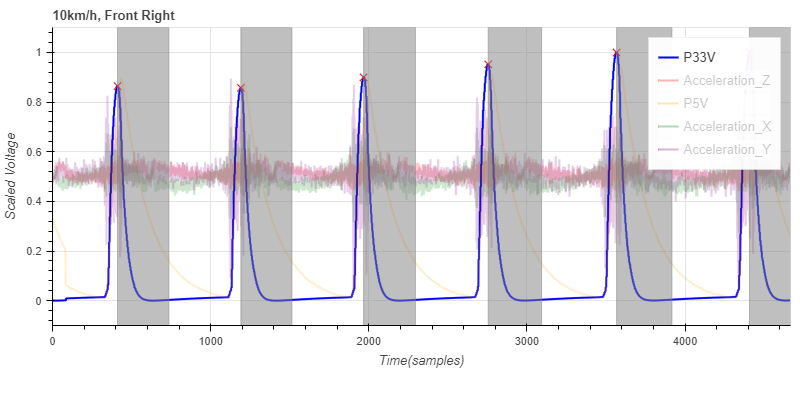 10km/h, Front Right
P33V
Acceleration_Z
P5V
Acceleration_X
Acceleration_Y
Scaled Voltage
1
0.8
0.6
0.4
0.2
0
0
1000
2000
3000
4000
Time(samples)